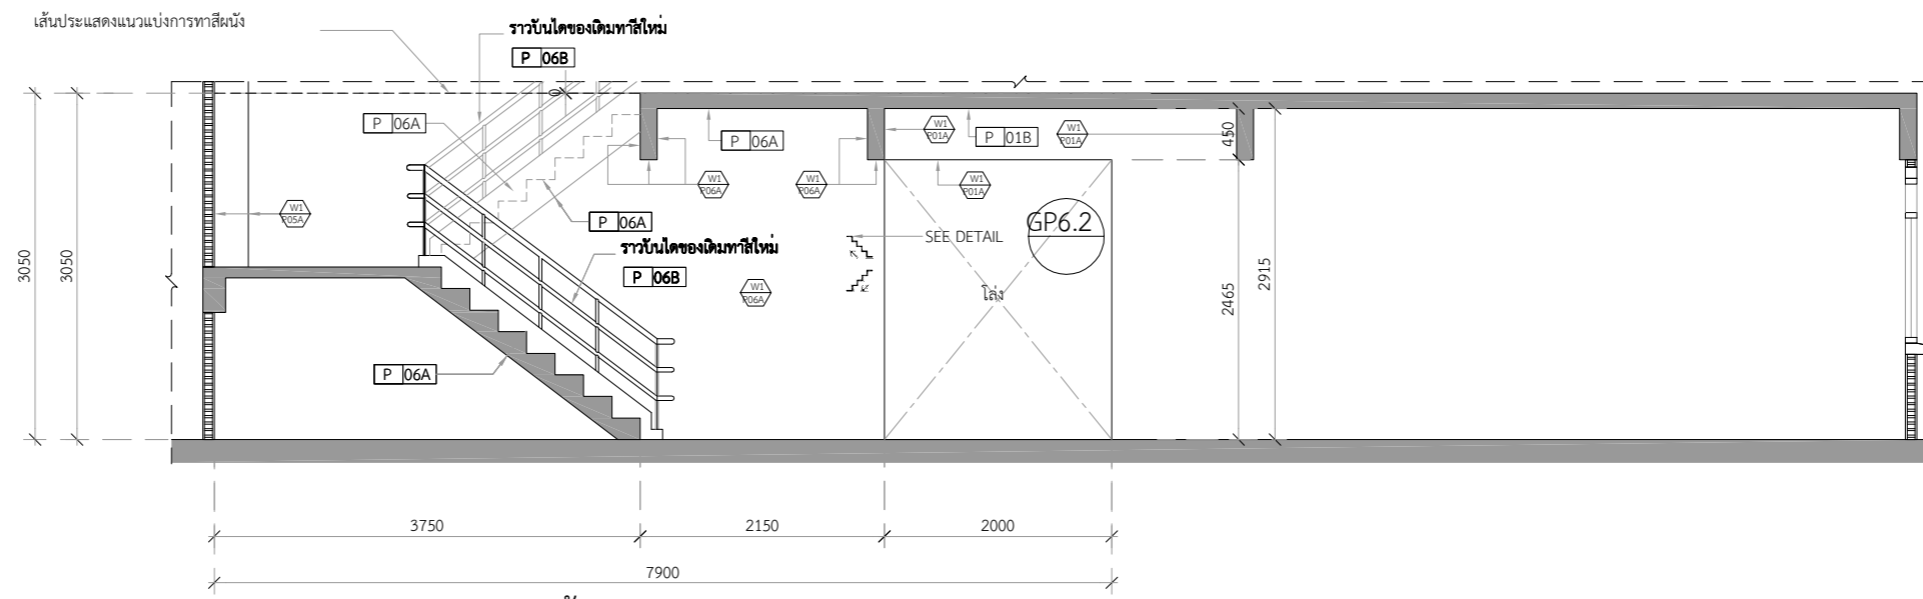 เส้นประแสดงแนวแบ่งการทาสีผนัง
ราวบันไดของเดิมทาสีใหม่
P 06B
0
P 06A
P 06A
W1
P01A
P 01B
W1
P01A
450
W1
P06A
W1
P06A
W1
P01A
W1
P05A
P 06A
ราวบันไดของเดิมทาสีใหม่
P 06B
SEE DETAIL
GP6.2
W1
P06A
โล่ง
3050
3050
2465
2915
P 06A
3750
2150
2000
7900